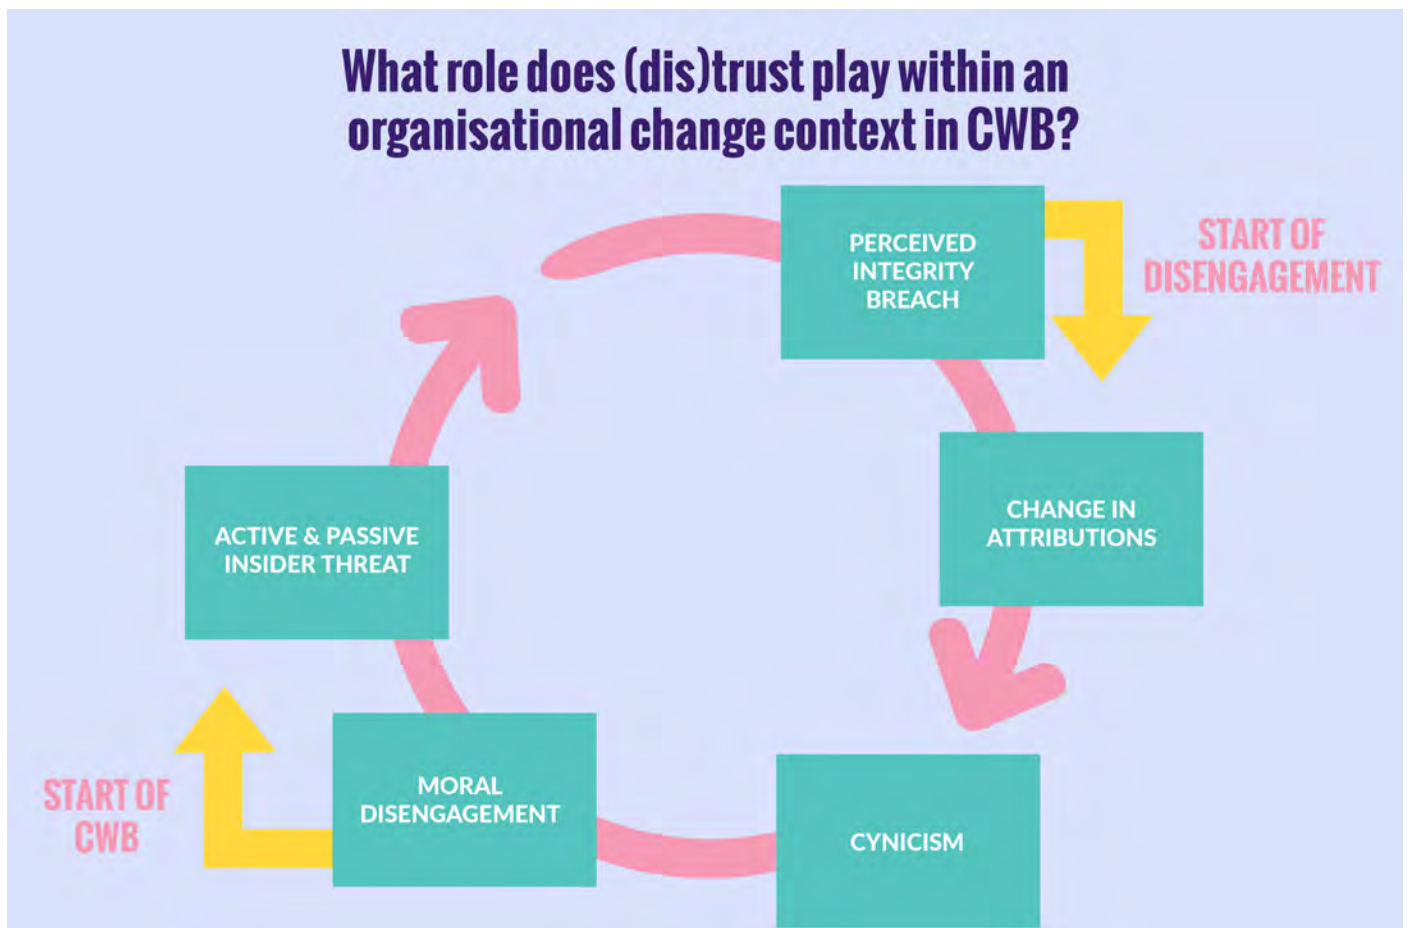 What role does (dis)trust play within an
organisational change context in CWB?
PERCEIVED
INTEGRITY
BREACH
START OF
DISENGAGEMENT
CHANGE IN
ATTRIBUTIONS
CYNICISM
MORAL
DISENGAGEMENT
START OF
CWB
ACTIVE & PASSIVE
INSIDER THREAT